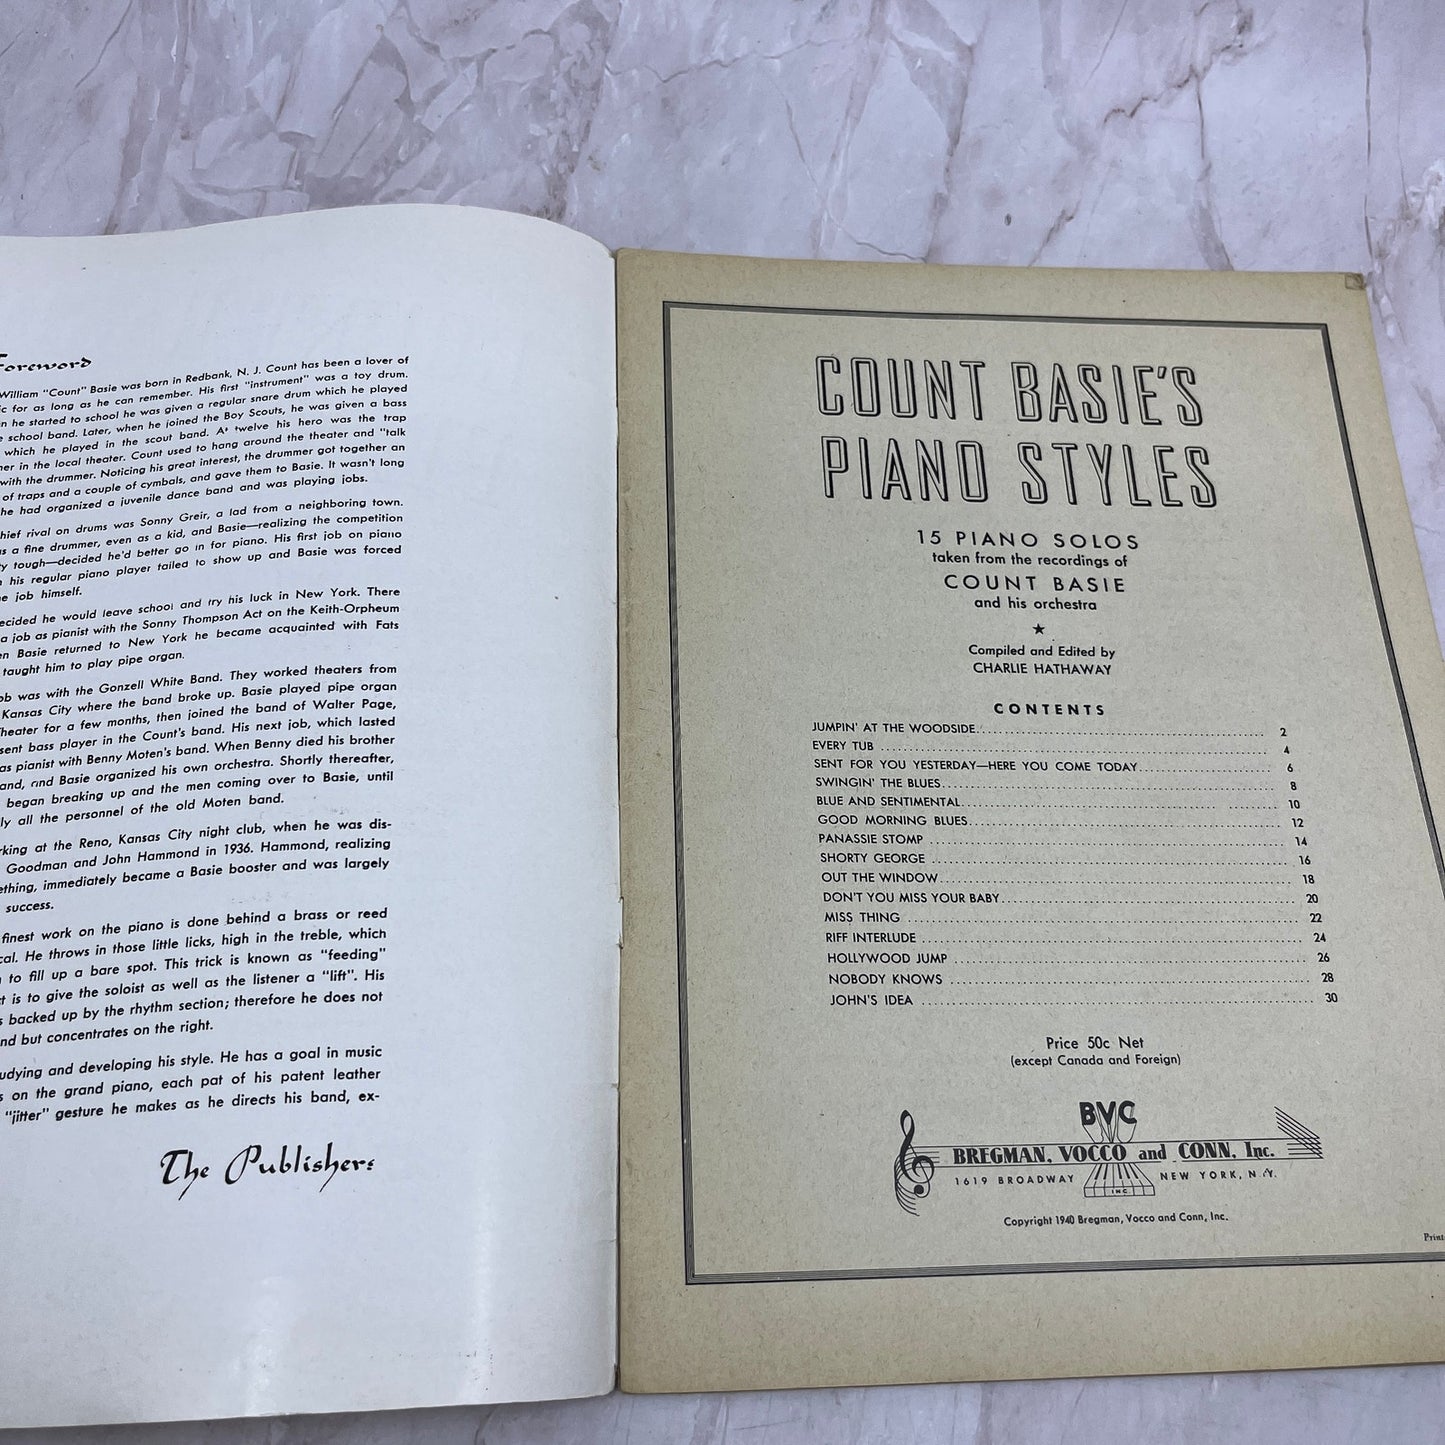 Foreword
William "Count" Basie was born in Redbank, N. J. Count has been a lover of
for as long as he can remember. His first "instrument" was a toy drum.
he started to school he was given a regular snare drum which he played
school band. Later, when he joined the Boy Scouts, he was given a bass
which he played in the scout band. At twelve his hero was the trap
in the local theater. Count used to hang around the theater and "talk
with the drummer. Noticing his great interest, the drummer got together an
of traps and a couple of cymbals, and gave them to Basie. It wasn't long
he had organized a juvenile dance band and was playing jobs.
rival on drums was Sonny Greir, a lad from a neighboring town.
a fine drummer, even as a kid, and Basie—realizing the competition
tough—decided he'd better go in for piano. His first job on piano
his regular piano player failed to show up and Basie was forced
job himself.
he would leave school and try his luck in New York. There
a job as pianist with the Sonny Thompson Act on the Keith-Orpheum
Basie returned to New York he became acquainted with Fats
taught him to play pipe organ.
was with the Gonzell White Band. They worked theaters from
Kansas City where the band broke up. Basie played pipe organ
Theater for a few months, then joined the band of Walter Page,
bass player in the Count's band. His next job, which lasted
as pianist with Benny Moten's band. When Benny died his brother
and Basie organized his own orchestra. Shortly thereafter,
began breaking up and the men coming over to Basie, until
all the personnel of the old Moten band.
at the Reno, Kansas City night club, when he was dis-
Goodman and John Hammond in 1936. Hammond, realizing
immediately became a Basie booster and was largely
success.
finest work on the piano is done behind a brass or reed
He throws in those little licks, high in the treble, which
to fill up a bare spot. This trick is known as "feeding"
is to give the soloist as well as the listener a "lift". His
backed up by the rhythm section; therefore he does not
but concentrates on the right.
and developing his style. He has a goal in music
on the grand piano, each pat of his patent leather
"jitter" gesture he makes as he directs his band, ex-
The Publishers
COUNT BASIE'S
PIANO STYLES
15 PIANO SOLOS
taken from the recordings of
COUNT BASIE
and his orchestra
★
Compiled and Edited by
CHARLIE HATHAWAY
CONTENTS
JUMPIN' AT THE WOODSIDE 2
EVERY TUB 4
SENT FOR YOU YESTERDAY—HERE YOU COME TODAY 6
SWINGIN' THE BLUES 8
BLUE AND SENTIMENTAL 10
GOOD MORNING BLUES 12
PANASSIE STOMP 14
SHORTY GEORGE 16
OUT THE WINDOW 18
DON'T YOU MISS YOUR BABY 20
MISS THING 22
RIFF INTERLUDE 24
HOLLYWOOD JUMP 26
NOBODY KNOWS 28
JOHN'S IDEA 30
Price 50c Net
(except Canada and Foreign)
BVC
BREGMAN, VOCCO and CONN, Inc.
1619 BROADWAY NEW YORK, N.Y.
INC.
Copyright 1940 Bregman, Vocco and Conn, Inc.